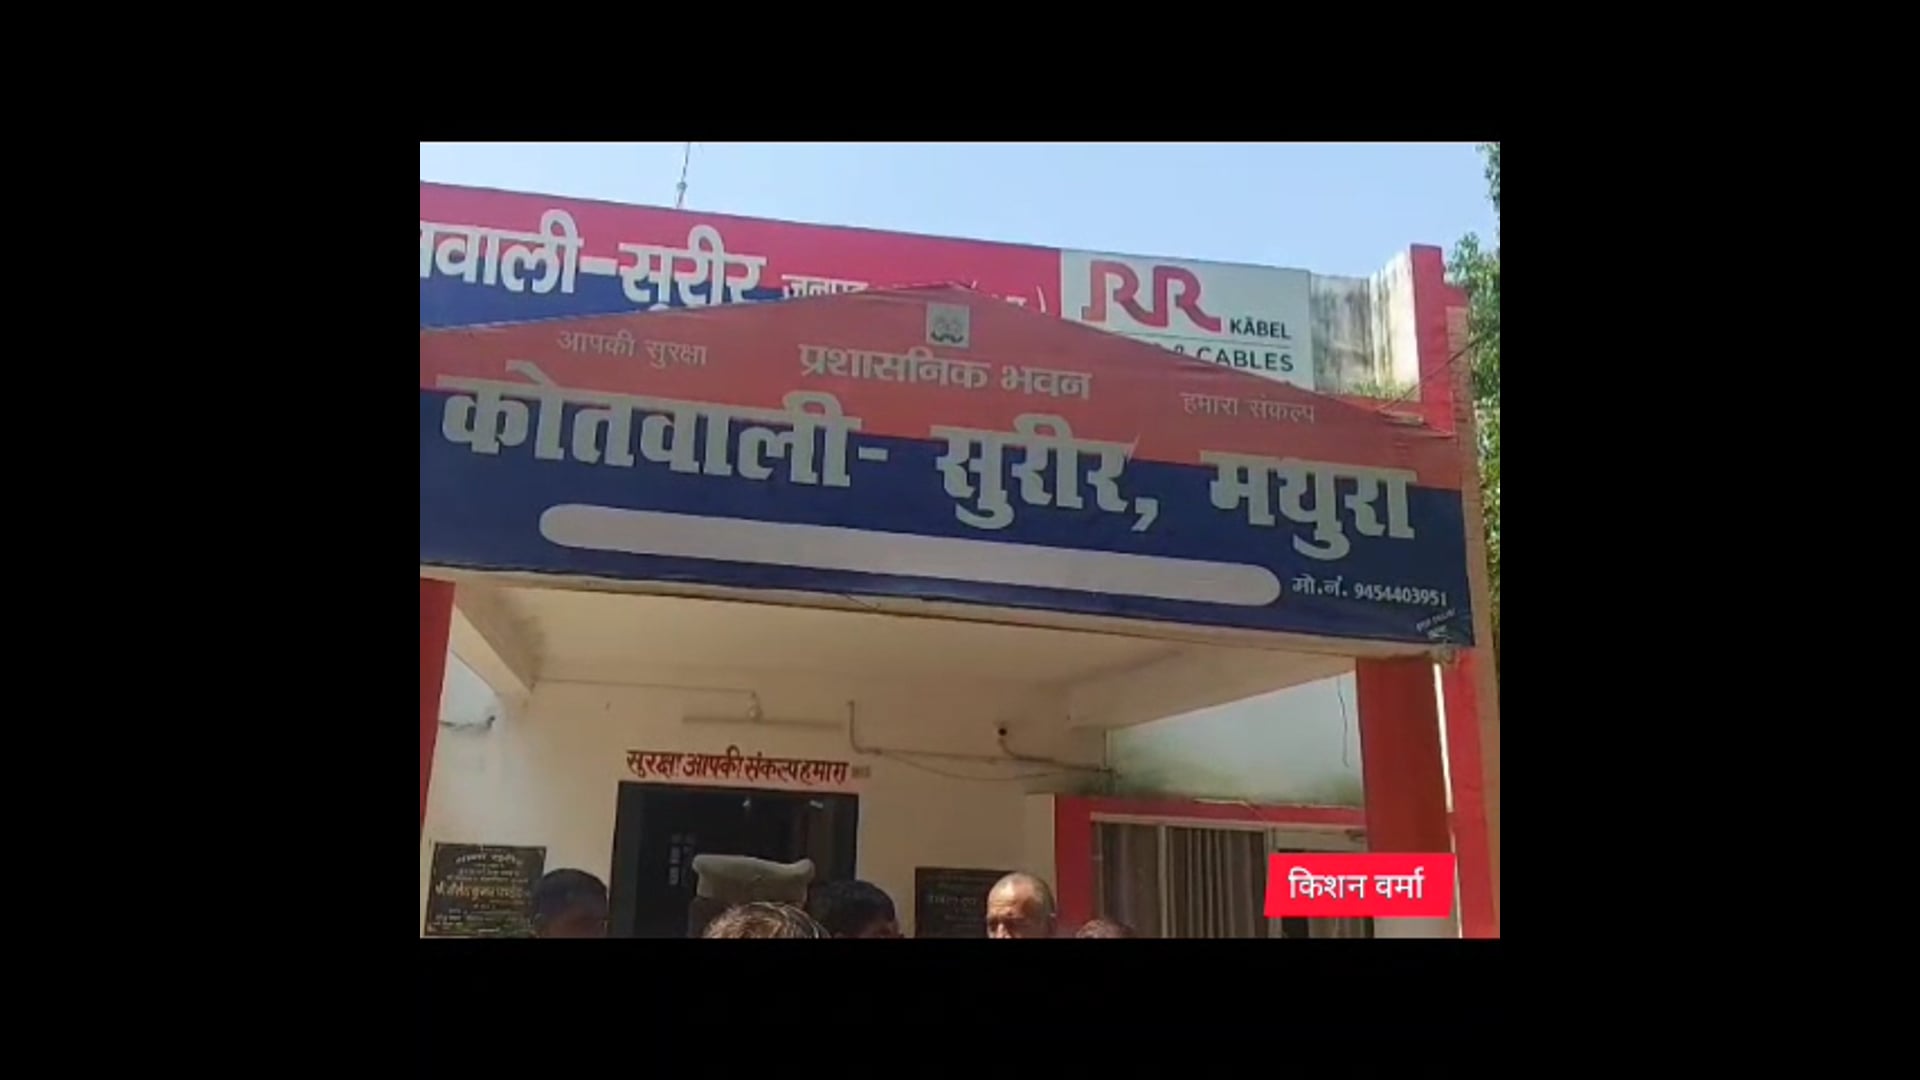 कोतवाली-सुरीर
RR
KABEL
& CABLES
आपकी सुरक्षा
प्रशासनिक भवन
हमारा संकल्प
कोतवाली- सुरीर, मथुरा
मो.नं. 9454403951
सुरक्षा आपकी संकल्प हमारा
किशन वर्मा